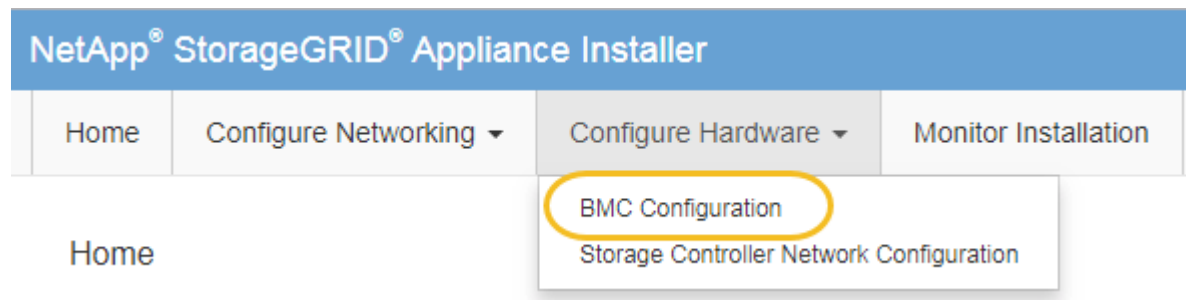 NetApp® StorageGRID® Appliance Installer
Home Configure Networking Configure Hardware Monitor Installation
BMC Configuration
Storage Controller Network Configuration
Home